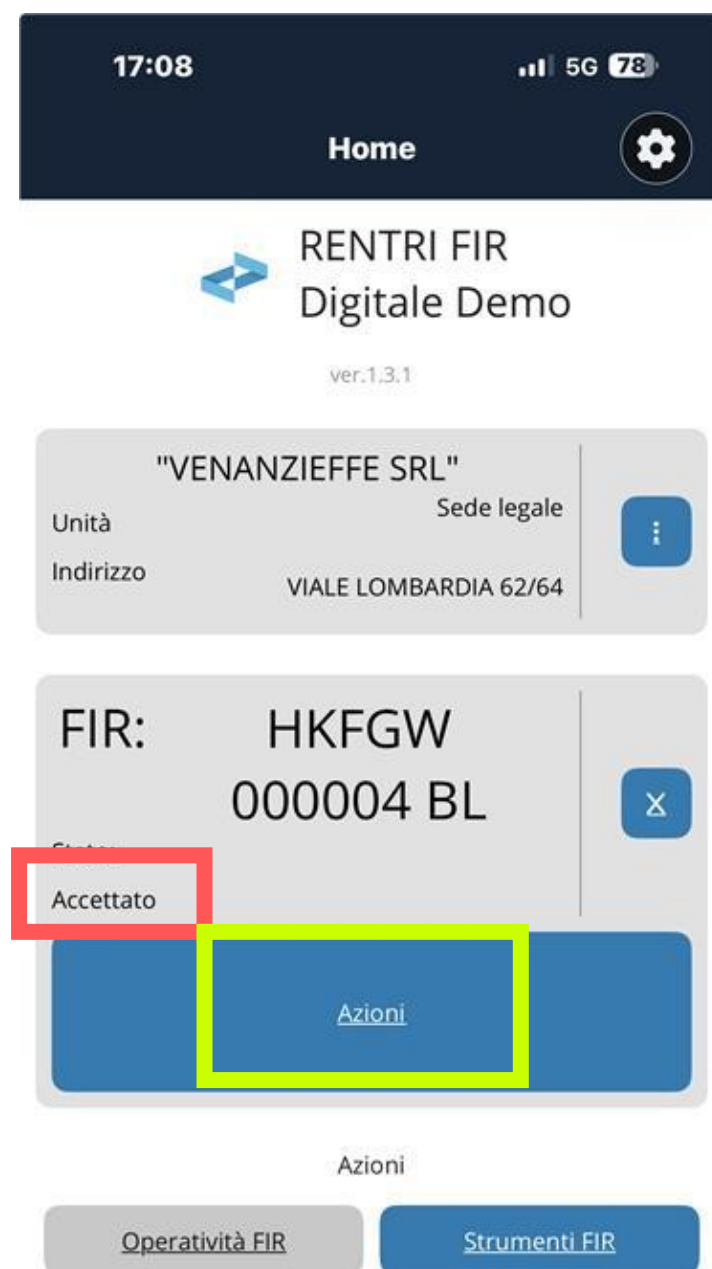 17:08 5G 78
Home
RENTRI FIR
Digitale Demo
ver.1.3.1
"VENANZIEFFE SRL"
Unità Sede legale
Indirizzo VIALE LOMBARDIA 62/64
FIR: HKFGW
000004 BL
Accettato
Azioni
Azioni
Operatività FIR Strumenti FIR